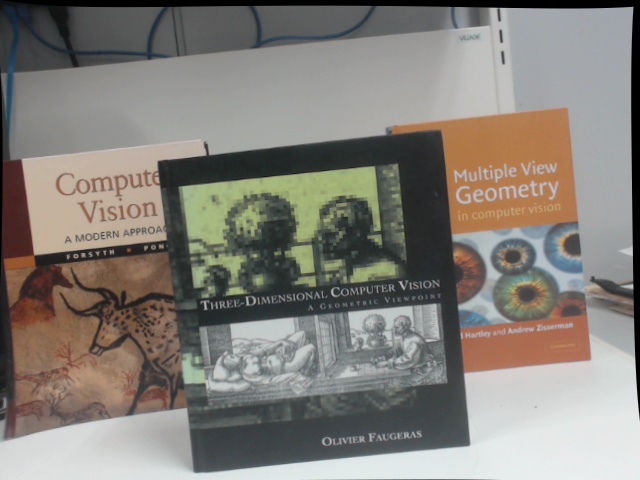 Compute
Vision
A MODERN APPROAC
FORSYTH • PON
THREE-DIMENSIONAL COMPUTER VISION
A GEOMETRIC VIEWPOINT
OLIVIER FAUGERAS
Multiple View
Geometry
in computer vision
Hartley and Andrew Zisserman